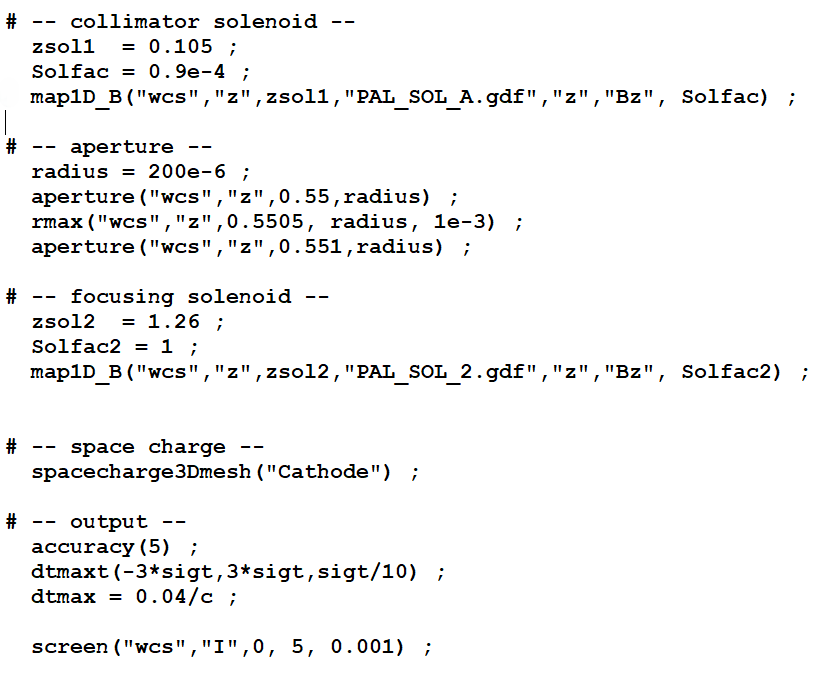 # -- collimator solenoid --
zsol1  = 0.105 ;
Solfac = 0.9e-4 ;
map1D_B("wcs","z",zsol1,"PAL_SOL_A.gdf","z","Bz", Solfac) ;
# -- aperture --
radius = 200e-6 ;
aperture("wcs","z",0.55,radius) ;
rmax("wcs","z",0.5505, radius, 1e-3) ;
aperture("wcs","z",0.551,radius) ;
# -- focusing solenoid --
zsol2  = 1.26 ;
Solfac2 = 1 ;
map1D_B("wcs","z",zsol2,"PAL_SOL_2.gdf","z","Bz", Solfac2) ;
# -- space charge --
spacecharge3Dmesh("Cathode") ;
# -- output --
accuracy(5) ;
dtmaxt(-3*sigt,3*sigt,sigt/10) ;
dtmax = 0.04/c ;
screen("wcs","I",0, 5, 0.001) ;